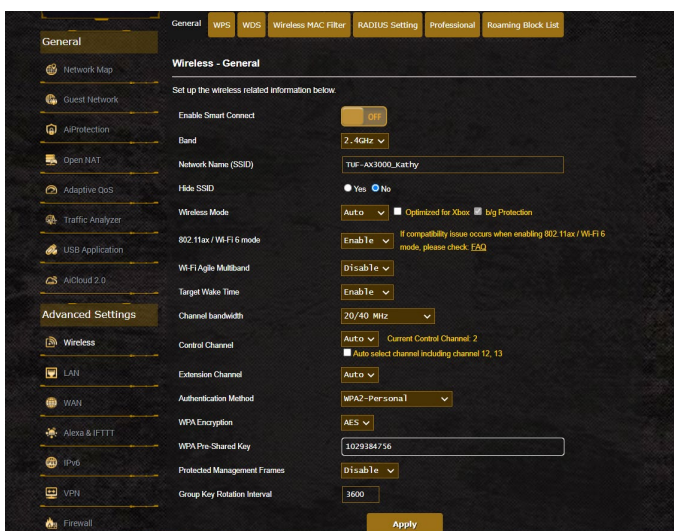 General
WPS
WDS
Wireless MAC Filter
RADIUS Setting
Professional
Roaming Block List
General
Network Map
Guest Network
AiProtection
Open NAT
Adaptive QoS
Traffic Analyzer
USB Application
AiCloud 2.0
Advanced Settings
Wireless
LAN
WAN
Alexa & IFTTT
IPv6
VPN
Firewall
Wireless - General
Set up the wireless related information below.
Enable Smart Connect OFF
Band 2.4GHz
Network Name (SSID) TUF-AX3000_Kathy
Hide SSID Yes No
Wireless Mode Auto Optimized for Xbox b/g Protection
802.11ax / Wi-Fi 6 mode Enable If compatibility issue occurs when enabling 802.11ax / Wi-Fi 6
mode, please check: FAQ
Wi-Fi Agile Multiband Disable
Target Wake Time Enable
Channel bandwidth 20/40 MHz
Control Channel Auto Current Control Channel: 2
Auto select channel including channel 12, 13
Extension Channel Auto
Authentication Method WPA2-Personal
WPA Encryption AES
WPA Pre-Shared Key 1029384756
Protected Management Frames Disable
Group Key Rotation Interval 3600
Apply